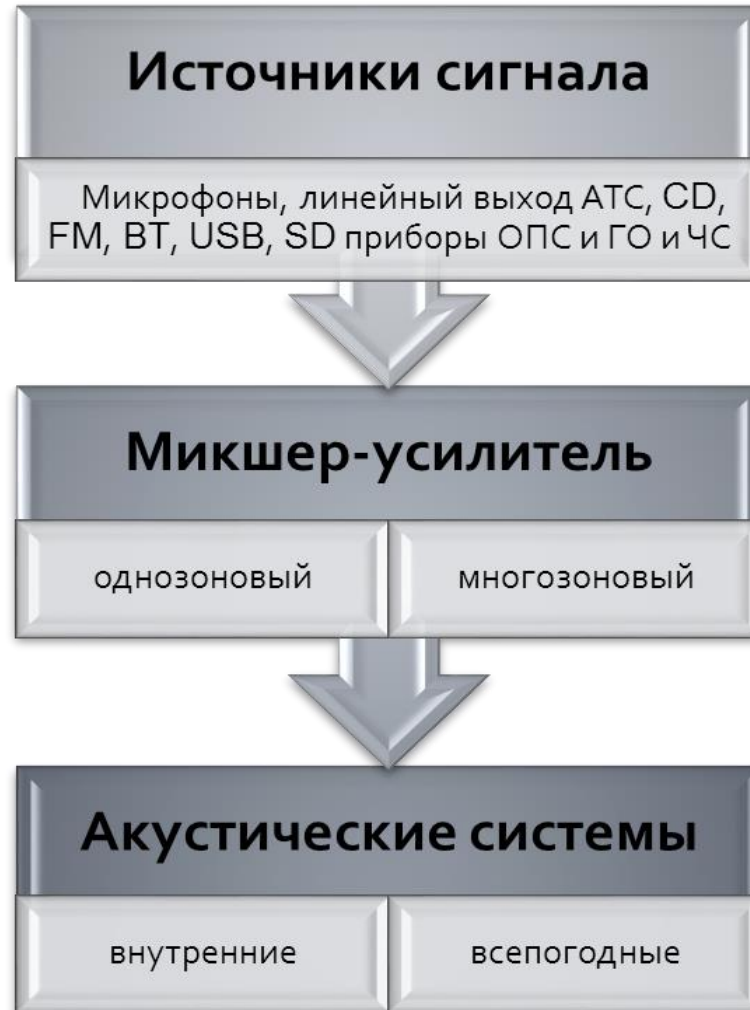 Источники сигнала
Микрофоны, линейный выход АТС, CD,
FM, BT, USB, SD приборы ОПС и ГО и ЧС
Микшер-усилитель
однозоновый
многозоновый
Акустические системы
внутренние
всепогодные